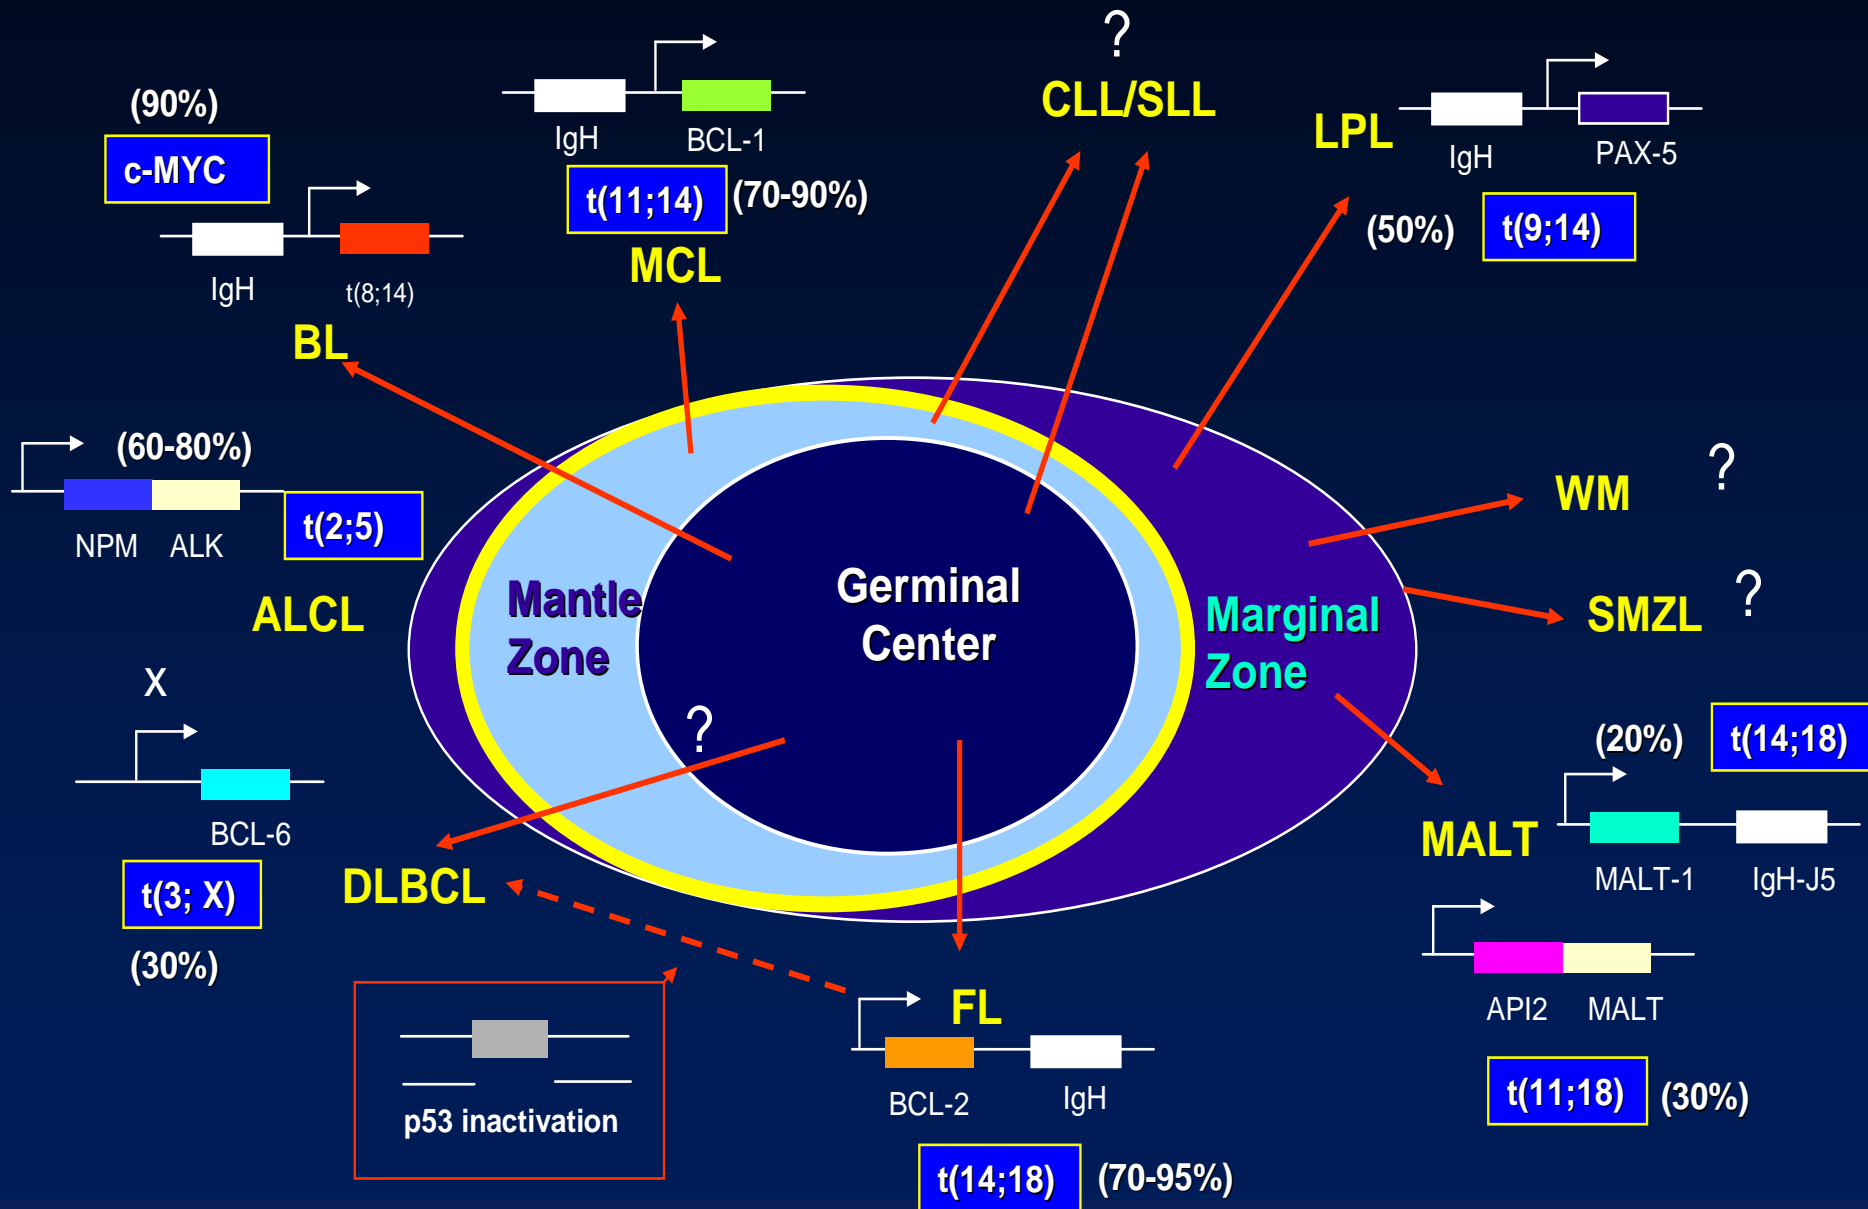 ?
CLL/SLL
(90%)
c-MYC
IgH
t(8;14)
BL
IgH
BCL-1
t(11;14)
(70-90%)
MCL
LPL
IgH
PAX-5
(50%)
t(9;14)
(60-80%)
NPM
ALK
t(2;5)
ALCL
Mantle
Zone
Germinal
Center
Marginal
Zone
WM
?
SMZL
?
X
BCL-6
t(3; X)
(30%)
?
DLBCL
(20%)
t(14;18)
MALT
MALT-1
IgH-J5
API2
MALT
t(11;18)
(30%)
p53 inactivation
FL
BCL-2
IgH
t(14;18)
(70-95%)